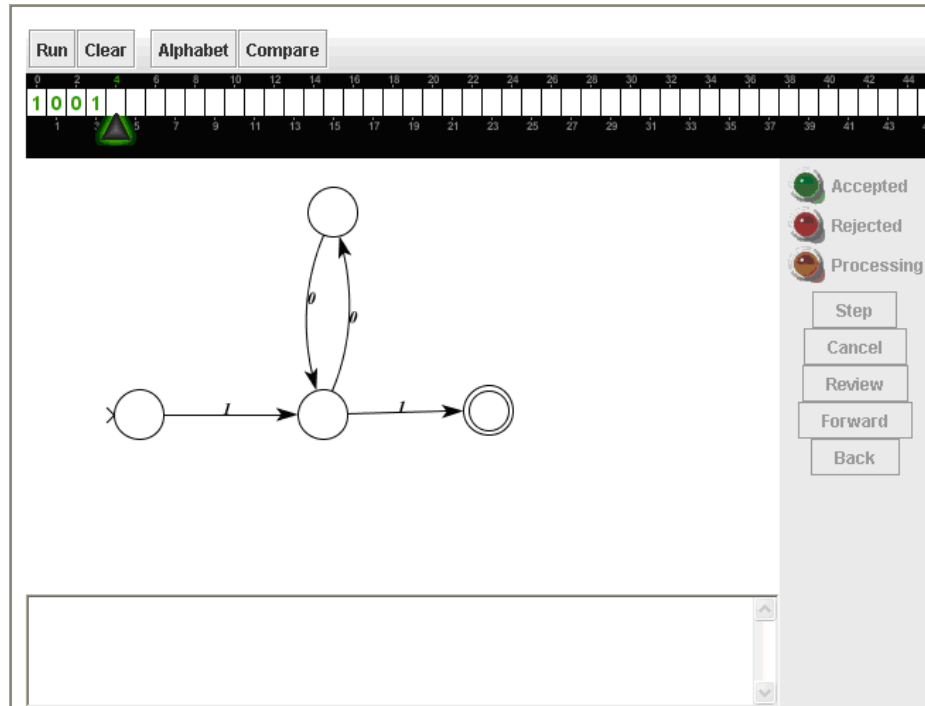 Run Clear Alphabet Compare
0 2 4 6 8 10 12 14 16 18 20 22 24 26 28 30 32 34 36 38 40 42 44
1 0 0 1
1 3 5 7 9 11 13 15 17 19 21 23 25 27 29 31 33 35 37 39 41 43
Accepted
Rejected
Processing
0
0
Step
Cancel
Review
1 1
Forward
Back